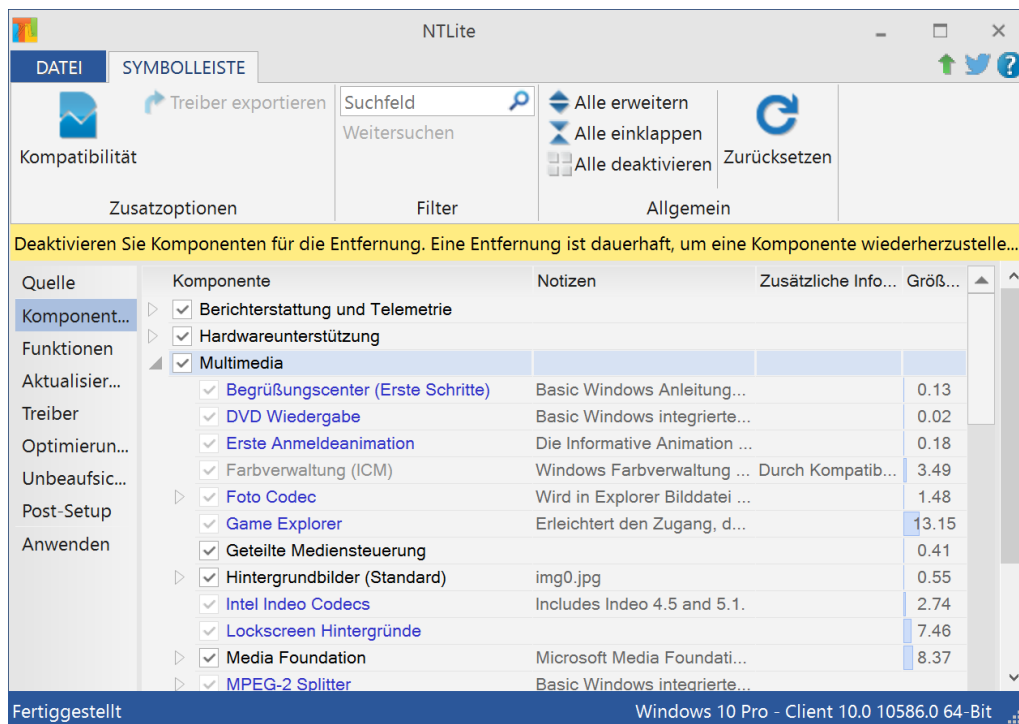 NTLite
DATEI SYMBOLLEISTE
Kompatibilität
Treiber exportieren
Zusatzoptionen
Suchfeld
Weitersuchen
Filter
Alle erweitern
Alle einklappen
Alle deaktivieren
Zurücksetzen
Allgemein
Deaktivieren Sie Komponenten für die Entfernung. Eine Entfernung ist dauerhaft, um eine Komponente wiederherzustelle...
Quelle
Komponent...
Funktionen
Aktualisier...
Treiber
Optimierun...
Unbeaufsic...
Post-Setup
Anwenden
Komponente Notizen Zusätzliche Info... Größ...
Berichterstattung und Telemetrie
Hardwareunterstützung
Multimedia
Begrüßungscenter (Erste Schritte) Basic Windows Anleitung... 0.13
DVD Wiedergabe Basic Windows integrierte... 0.02
Erste Anmeldeanimation Die Informative Animation ... 0.18
Farbverwaltung (ICM) Windows Farbverwaltung ... Durch Kompatib... 3.49
Foto Codec Wird in Explorer Bilddatei ... 1.48
Game Explorer Erleichtert den Zugang, d... 13.15
Geteilte Mediensteuerung 0.41
Hintergrundbilder (Standard) img0.jpg 0.55
Intel Indeo Codecs Includes Indeo 4.5 and 5.1. 2.74
Lockscreen Hintergründe 7.46
Media Foundation Microsoft Media Foundati... 8.37
MPEG-2 Splitter Basic Windows integrierte...
Fertiggestellt Windows 10 Pro - Client 10.0 10586.0 64-Bit